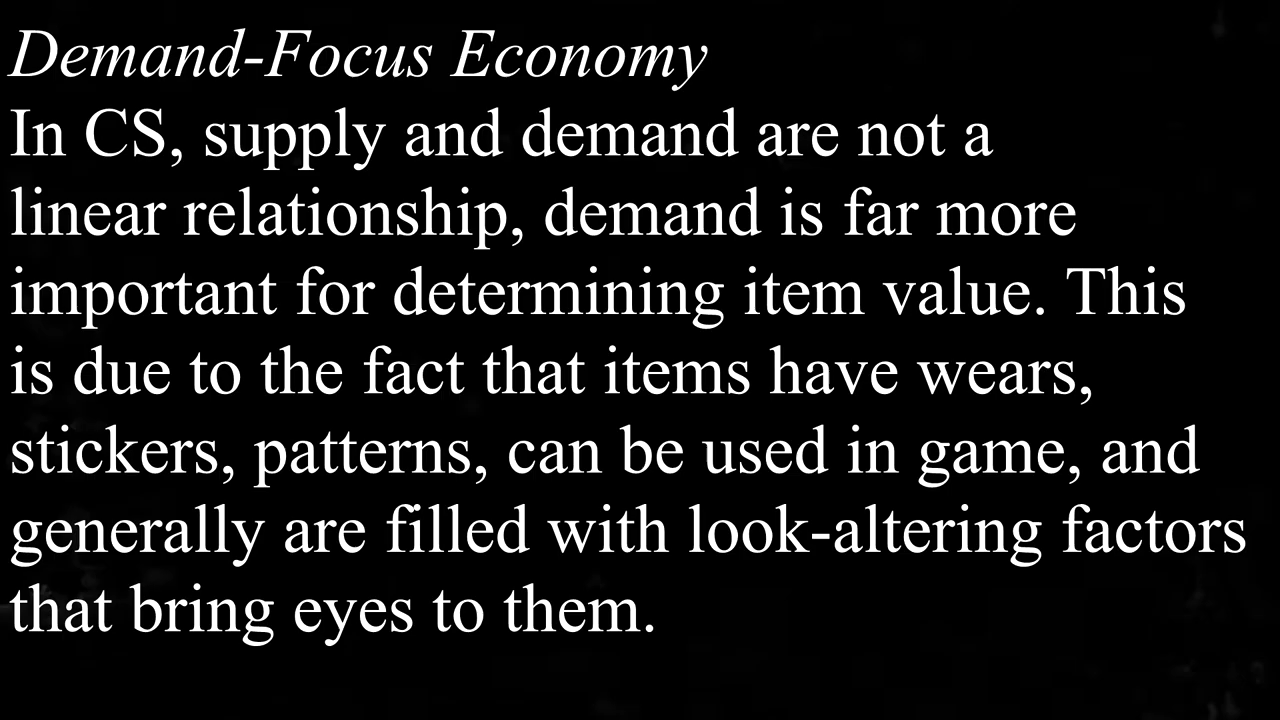 Demand-Focus Economy
In CS, supply and demand are not a
linear relationship, demand is far more
important for determining item value. This
is due to the fact that items have wears,
stickers, patterns, can be used in game, and
generally are filled with look-altering factors
that bring eyes to them.